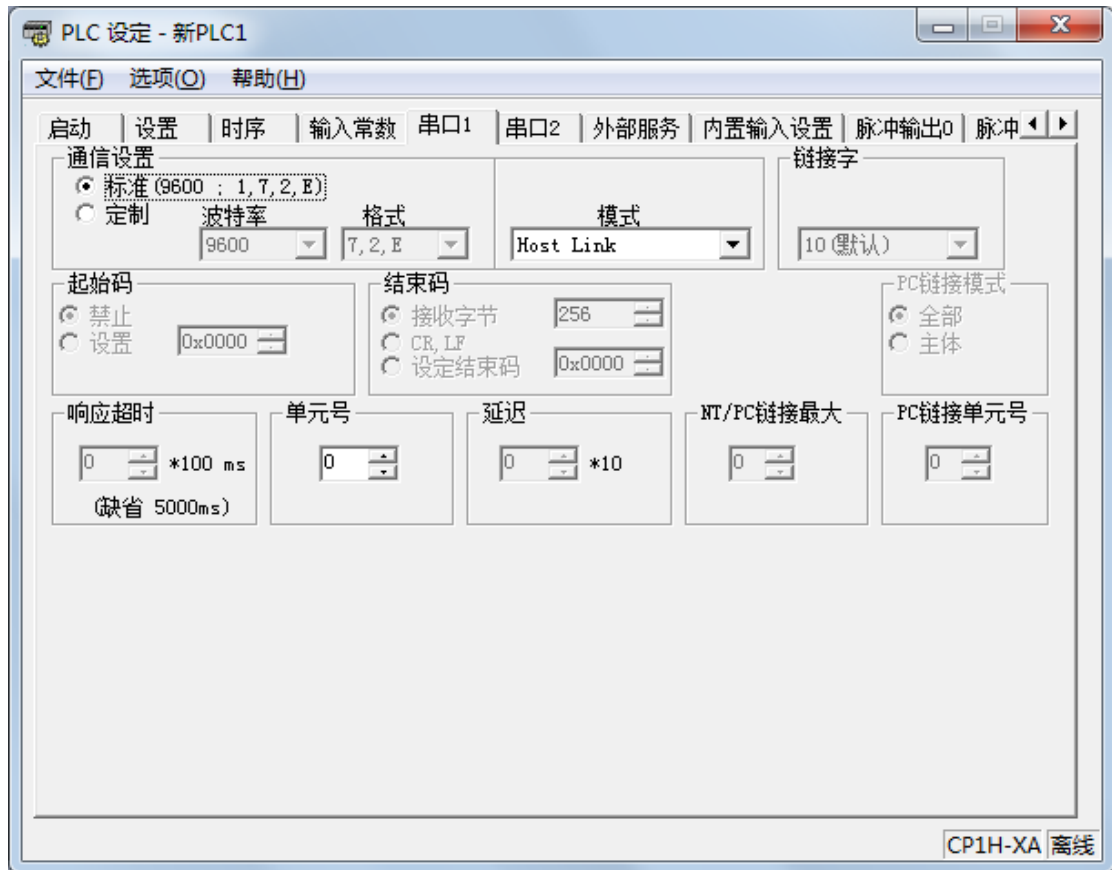 PLC 设定 - 新PLC1
文件(F) 选项(O) 帮助(H)
启动 设置 时序 输入常数 串口1 串口2 外部服务 内置输入设置 脉冲输出0 脉冲
通信设置 链接字
标准(9600 ; 1,7,2,E)
定制 波特率 格式 模式
9600 7,2,E Host Link 10(默认)
起始码 结束码 PC链接模式
禁止 接收字节 256 全部
设置 0x0000 CR,LF 主体
设定结束码 0x0000
响应超时 单元号 延迟 NT/PC链接最大 PC链接单元号
0 *100 ms 0 0 *10 0 0
(缺省 5000ms)
CP1H-XA 离线